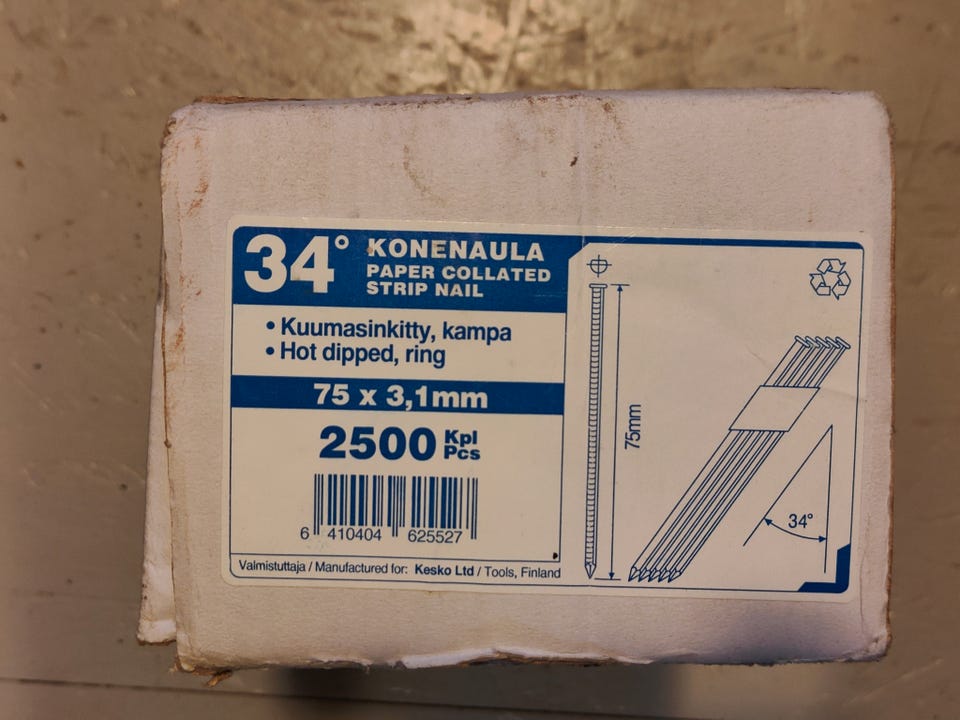 34° KONENAULA
PAPER COLLATED
STRIP NAIL
• Kuumasinkitty, kampa
• Hot dipped, ring
75 x 3,1mm
2500 Kpl
Pcs
6 410404 625527
Valmistuttaja / Manufactured for: Kesko Ltd / Tools, Finland
75mm
34°